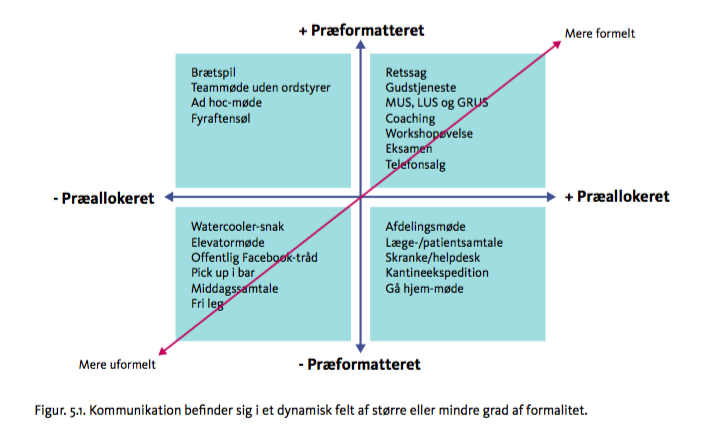 + Præformatteret
Mere formelt
Brætspil
Teammøde uden ordstyrer
Ad hoc-møde
Fyraftensøl
Retssag
Gudstjeneste
MUS, LUS og GRUS
Coaching
Workshopøvelse
Eksamen
Telefonsalg
- Præallokeret
+ Præallokeret
Watercooler-snak
Elevatormøde
Offentlig Facebook-tråd
Pick up i bar
Middagssamtale
Fri leg
Afdelingsmøde
Læge-/patientsamtale
Skranke/helpdesk
Kantineekspedition
Gå hjem-møde
Mere uformelt
- Præformatteret
Figur. 5.1. Kommunikation befinder sig i et dynamisk felt af større eller mindre grad af formalitet.